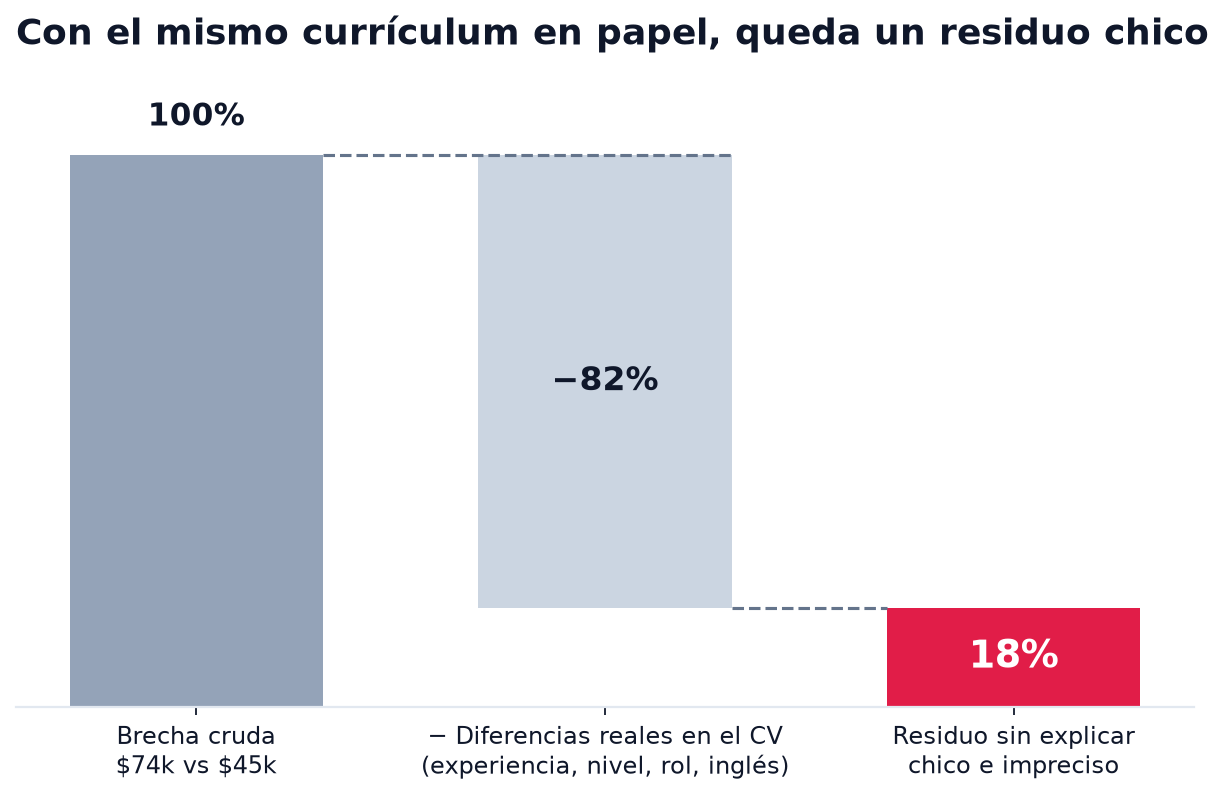 Con el mismo currículum en papel, queda un residuo chico
100%
−82%
18%
Brecha cruda
$74k vs $45k
− Diferencias reales en el CV
(experiencia, nivel, rol, inglés)
Residuo sin explicar
chico e impreciso